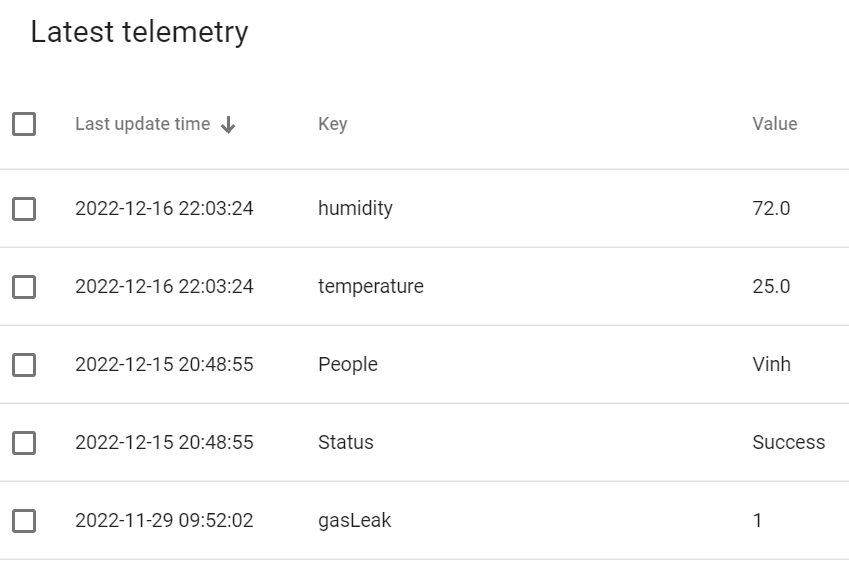 Latest telemetry
Last update time Key Value
2022-12-16 22:03:24 humidity 72.0
2022-12-16 22:03:24 temperature 25.0
2022-12-15 20:48:55 People Vinh
2022-12-15 20:48:55 Status Success
2022-11-29 09:52:02 gasLeak 1